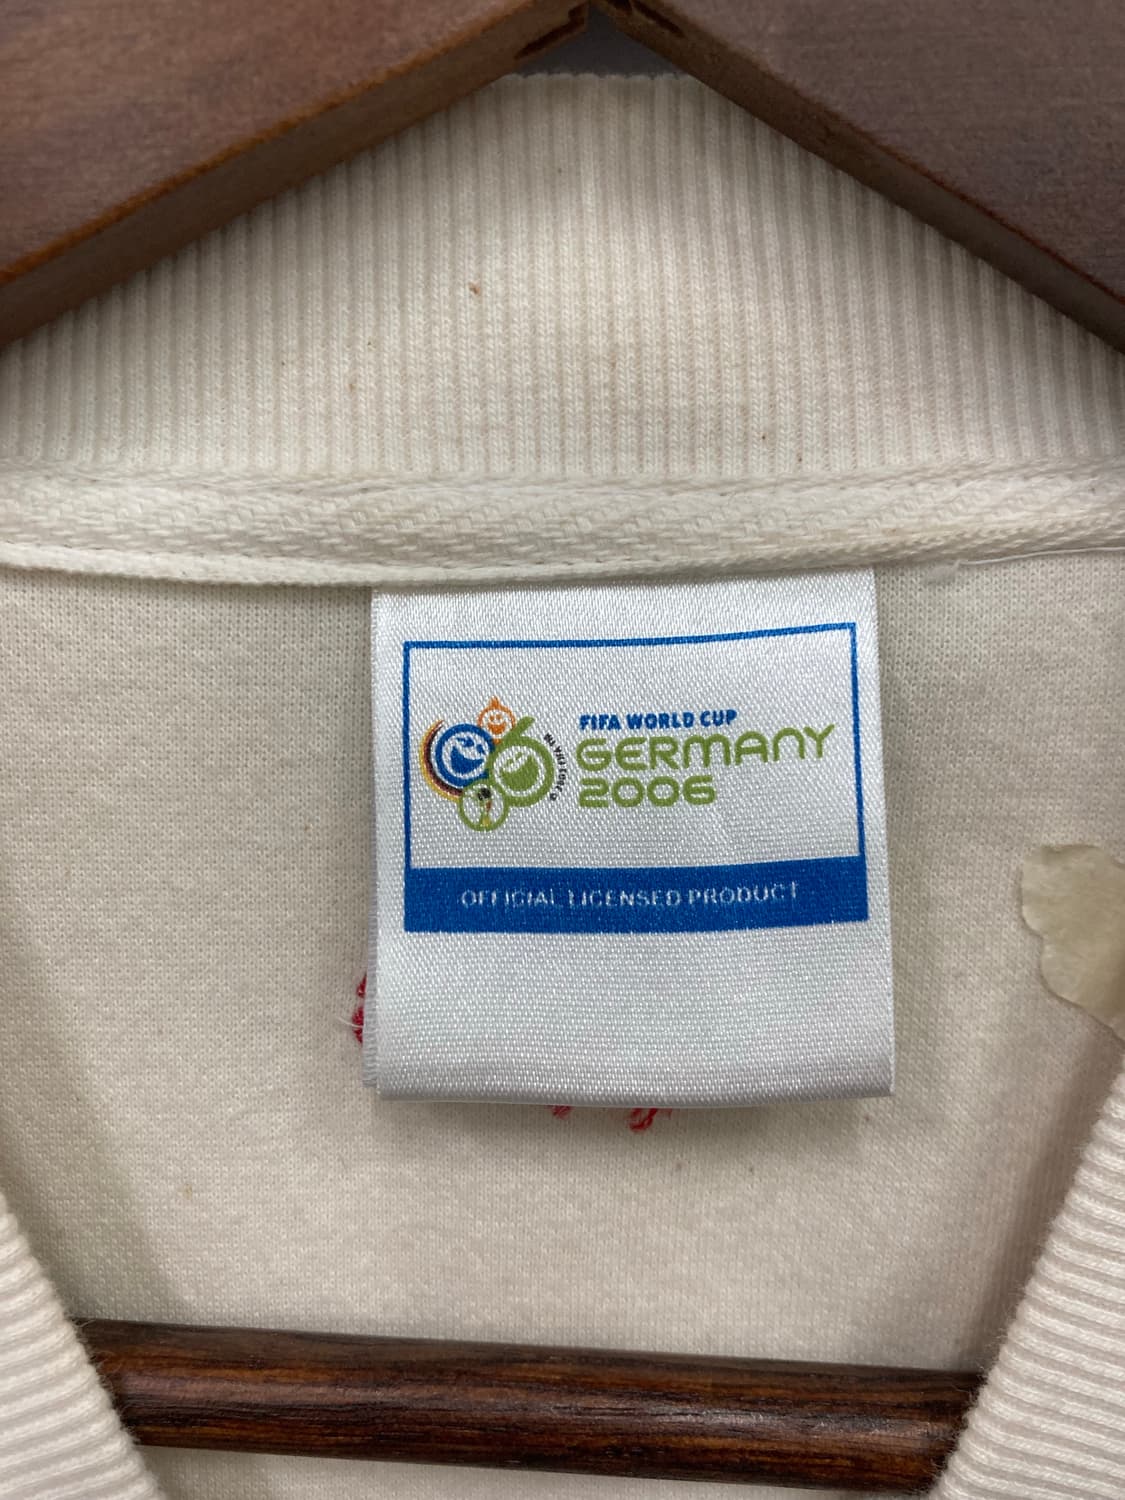 FIFA WORLD CUP
GERMANY
2006
OFFICIAL LICENSED PRODUCT